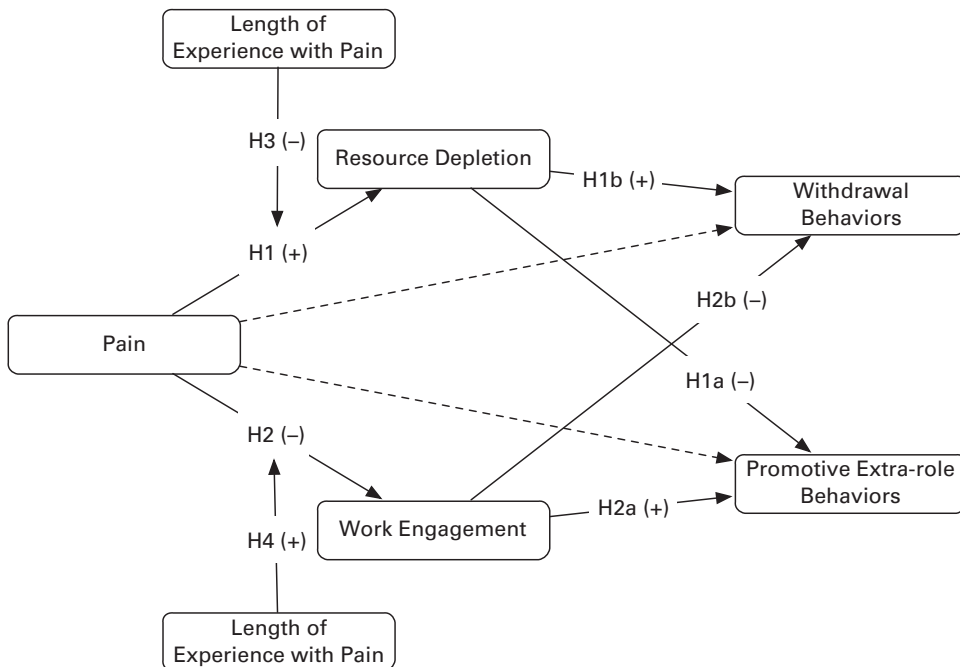 Length of
Experience with Pain
H3 (–)
Resource Depletion
H1b (+)
Withdrawal
Behaviors
H1 (+)
H2b (–)
Pain
H1a (–)
H2 (–)
Promotive Extra-role
Behaviors
H2a (+)
Work Engagement
H4 (+)
Length of
Experience with Pain